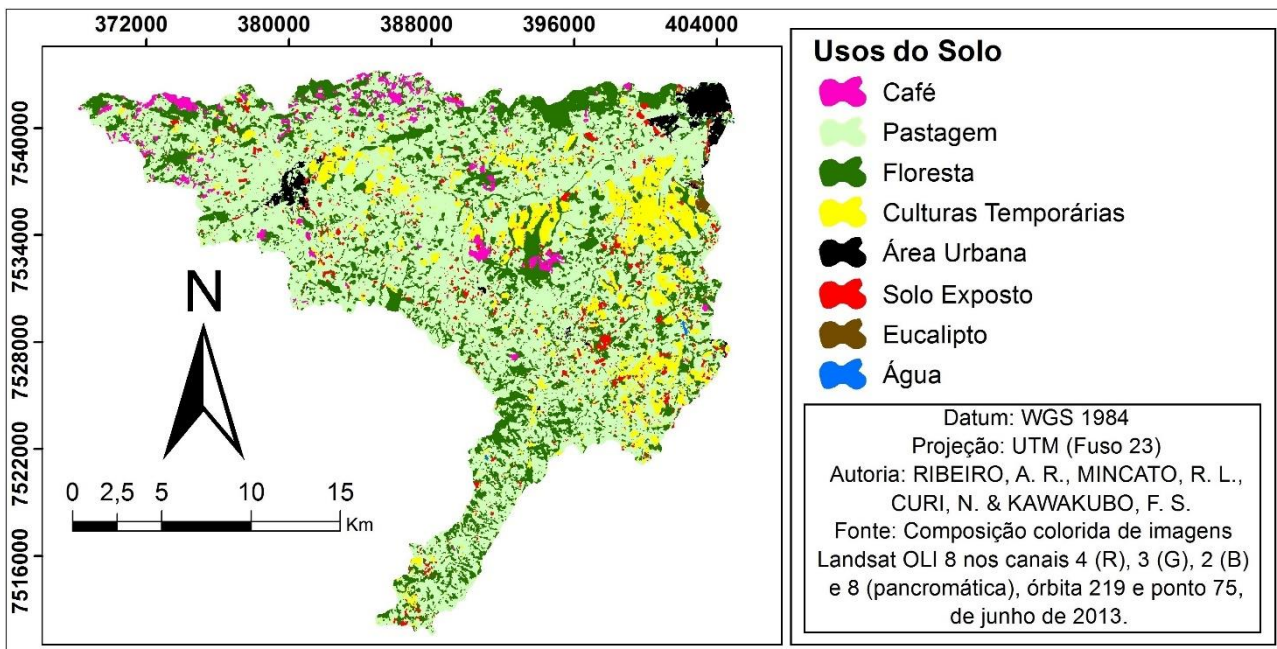 372000 380000 388000 396000 404000
7540000
7534000
7528000
7522000
7516000
N
0 2,5 5 10 15
Km
Usos do Solo
Café
Pastagem
Floresta
Culturas Temporárias
Área Urbana
Solo Exposto
Eucalipto
Água
Datum: WGS 1984
Projeção: UTM (Fuso 23)
Autoria: RIBEIRO, A. R., MINCATO, R. L.,
CURI, N. & KAWAKUBO, F. S.
Fonte: Composição colorida de imagens
Landsat OLI 8 nos canais 4 (R), 3 (G), 2 (B)
e 8 (pancromática), órbita 219 e ponto 75,
de junho de 2013.